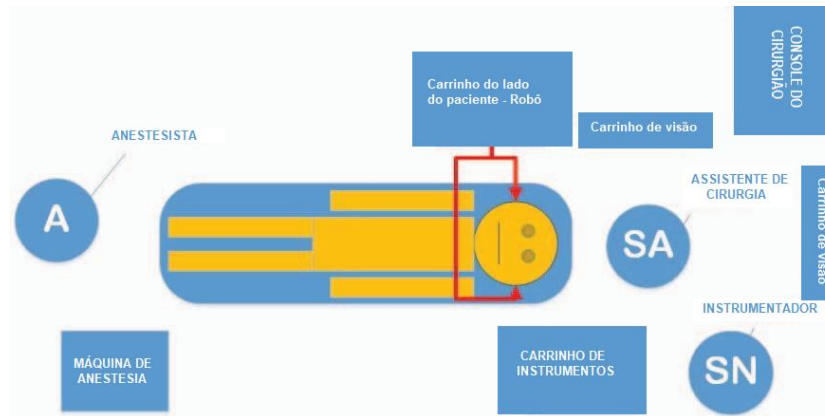 CONSOLE DO
CIRURGIÃO
Carrinho do lado
do paciente - Robô
Carrinho de visão
ANESTESISTA
A
ASSISTENTE DE
CIRURGIA
SA
Carrinho de visão
INSTRUMENTADOR
SN
MÁQUINA DE
ANESTESIA
CARRINHO DE
INSTRUMENTOS